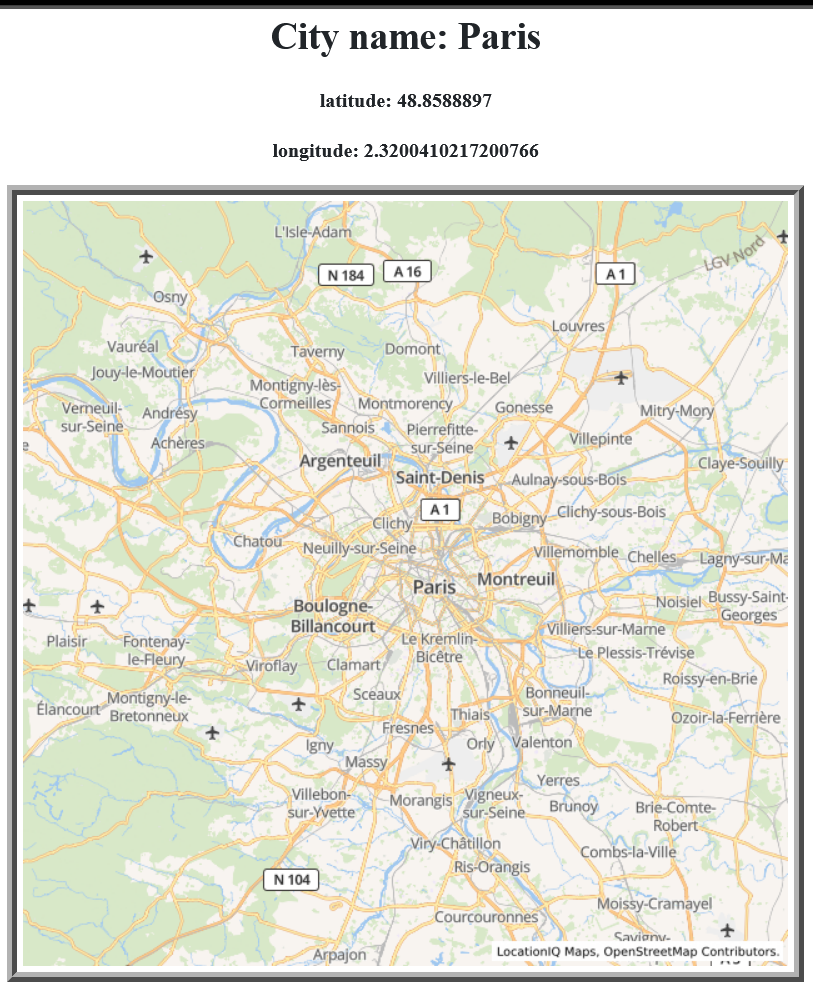 City name: Paris
latitude: 48.8588897
longitude: 2.3200410217200766
L'Isle-Adam
LGV Nord
N 184
A 16
A 1
Osny
Louvres
Vauréal
Taverny
Domont
Jouy-le-Moutier
Villiers-le-Bel
Montigny-lès-
Cormeilles
Montmorency
Verneuil-
sur-Seine
Andrésy
Gonesse
Mitry-Mory
Sannois
Pierrefitte-
sur-Seine
Achères
Villepinte
e
Argenteuil
Claye-Souilly
Saint-Denis
Aulnay-sous-Bois
A 1
Clichy
Bobigny
Clichy-sous-Bois
Chatou
Neuilly-sur-Seine
Villemomble
Chelles
Lagny-sur-Ma
Paris
Montreuil
Boulogne-
Billancourt
Noisiel
Bussy-Saint-
Georges
Plaisir
Fontenay-
le-Fleury
Le Kremlin-
Bicêtre
Villiers-sur-Marne
Le Plessis-Trévise
Viroflay
Clamart
Roissy-en-Brie
Sceaux
Bonneuil-
sur-Marne
Élancourt
Montigny-le-
Bretonneux
Thiais
Ozoir-la-Ferrière
Fresnes
Igny
Orly
Valenton
Massy
Yerres
Villebon-
sur-Yvette
Morangis
Vigneux-
sur-Seine
Brunoy
Brie-Comte-
Robert
Viry-Châtillon
Combs-la-Ville
Ris-Orangis
N 104
Moissy-Cramayel
Courcouronnes
Savigny-
Arpajon
LocationIQ Maps, OpenStreetMap Contributors.